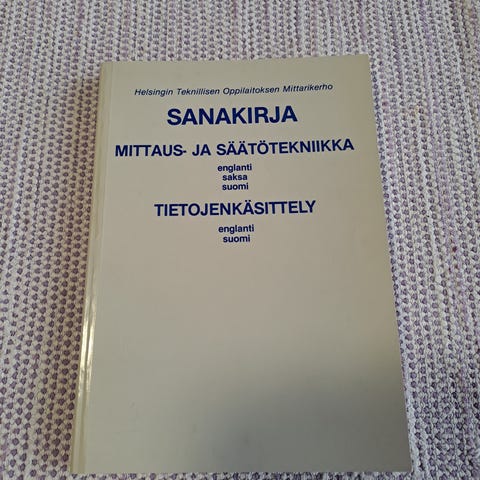 Helsingin Teknillisen Oppilaitoksen Mittarikerho
SANAKIRJA
MITTAUS- JA SÄÄTÖTEKNIIKKA
englanti
saksa
suomi
TIETOJENKÄSITTELY
englanti
suomi